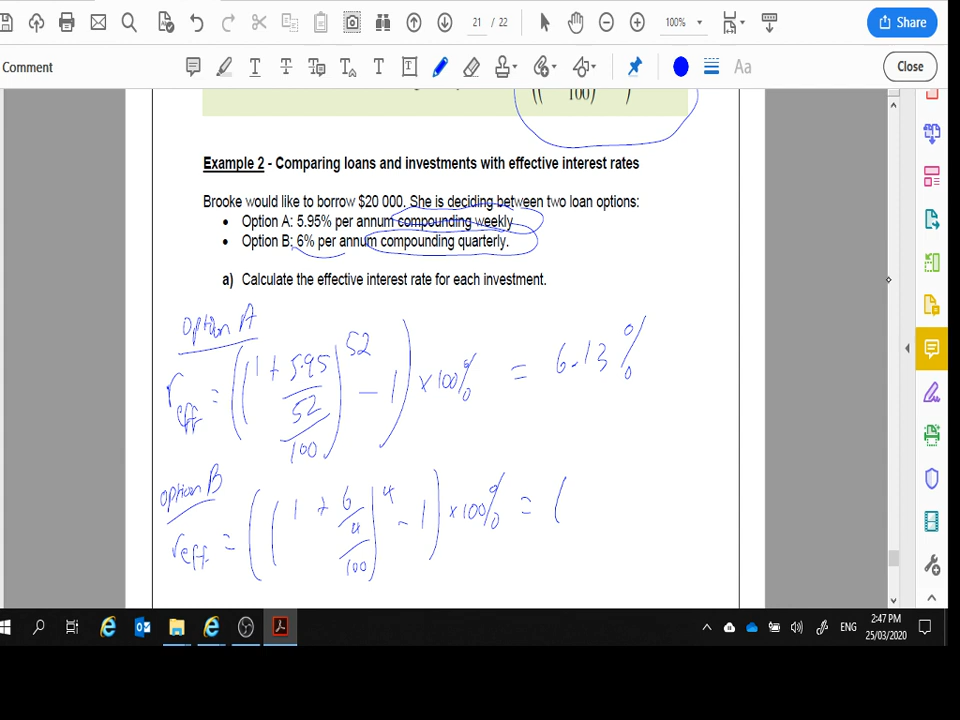 21 / 22
100%
Share
Comment
Aa
Close
100
Example 2 - Comparing loans and investments with effective interest rates
Brooke would like to borrow $20 000. She is deciding between two loan options:
• Option A: 5.95% per annum compounding weekly
• Option B: 6% per annum compounding quarterly.
a) Calculate the effective interest rate for each investment.
Option A
r eff = ((1 + 5.95/52/100)^52 - 1) × 100% = 6.13%
Option B
r eff = ((1 + 6/4/100)^4 - 1) × 100% = (
ENG
2:47 PM
25/03/2020